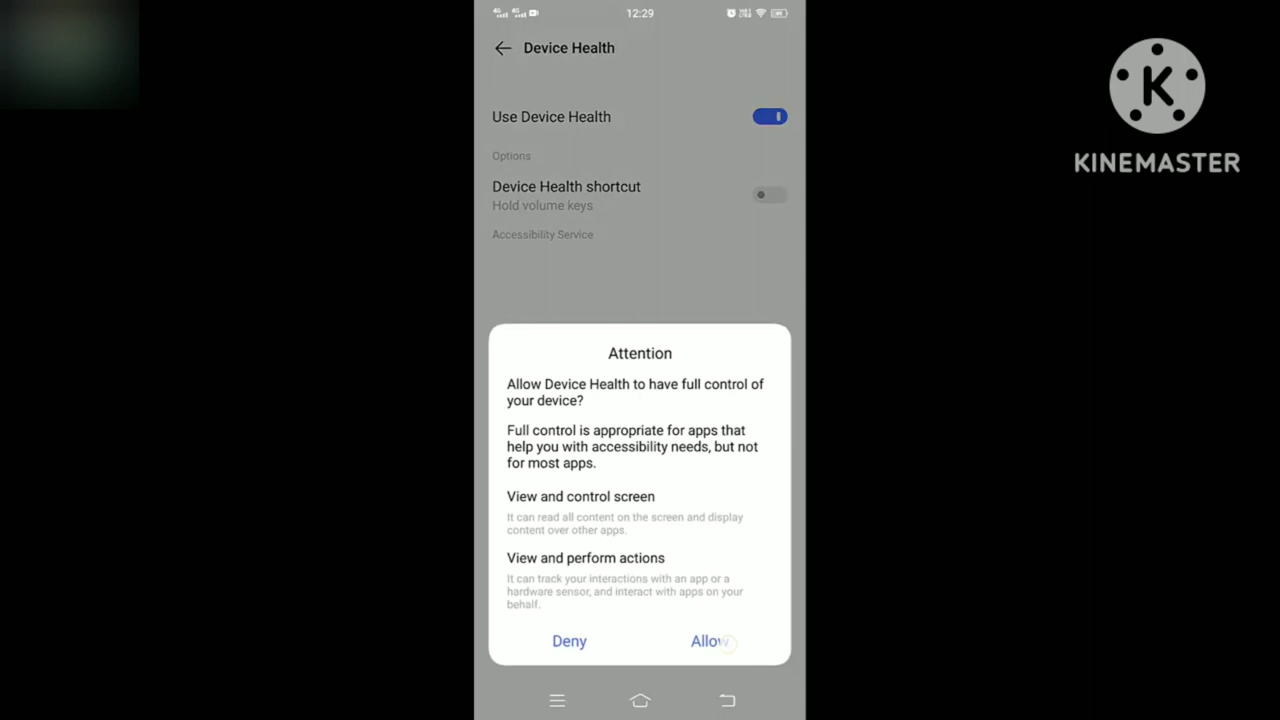 12:29
Device Health
Use Device Health
Options
Device Health shortcut
Hold volume keys
Accessibility Service
Attention
Allow Device Health to have full control of
your device?
Full control is appropriate for apps that
help you with accessibility needs, but not
for most apps.
View and control screen
It can read all content on the screen and display
content over other apps.
View and perform actions
It can track your interactions with an app or a
hardware sensor, and interact with apps on your
behalf.
Deny
Allow
K
KINEMASTER